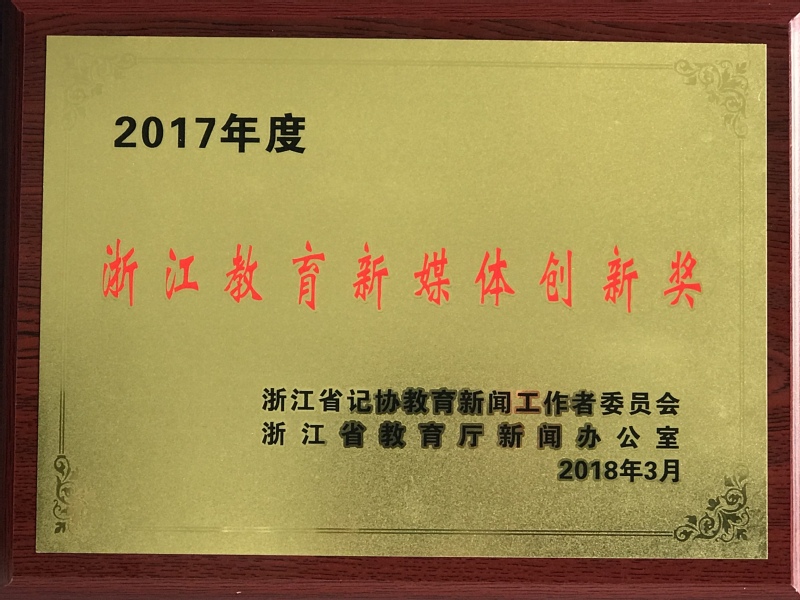 2017年度
浙江教育新媒体创新奖
浙江省记协教育新闻工作者委员会
浙江省教育厅新闻办公室
2018年3月